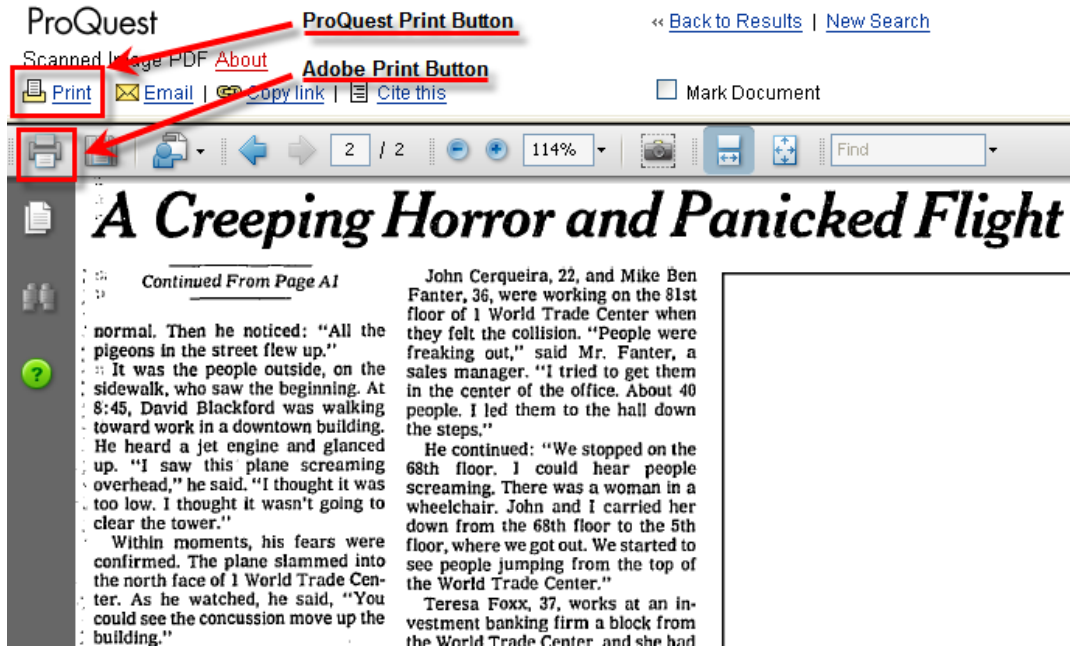 ProQuest
ProQuest Print Button
« Back to Results | New Search
Scanned Image PDF About
Adobe Print Button
Print Email | Copy link | Cite this
Mark Document
2 / 2
114%
Find
A Creeping Horror and Panicked Flight
Continued From Page A1
normal. Then he noticed: “All the
pigeons in the street flew up.”
It was the people outside, on the
sidewalk, who saw the beginning. At
8:45, David Blackford was walking
toward work in a downtown building.
He heard a jet engine and glanced
up. “I saw this plane screaming
overhead,” he said. “I thought it was
too low. I thought it wasn't going to
clear the tower.”
Within moments, his fears were
confirmed. The plane slammed into
the north face of 1 World Trade Cen-
ter. As he watched, he said, “You
could see the concussion move up the
building.”
John Cerqueira, 22, and Mike Ben
Fanter, 36, were working on the 81st
floor of 1 World Trade Center when
they felt the collision. “People were
freaking out,” said Mr. Fanter, a
sales manager. “I tried to get them
in the center of the office. About 40
people. I led them to the hall down
the steps.”
He continued: “We stopped on the
68th floor. I could hear people
screaming. There was a woman in a
wheelchair. John and I carried her
down from the 68th floor to the 5th
floor, where we got out. We started to
see people jumping from the top of
the World Trade Center.”
Teresa Foxx, 37, works at an in-
vestment banking firm a block from
the World Trade Center, and she had